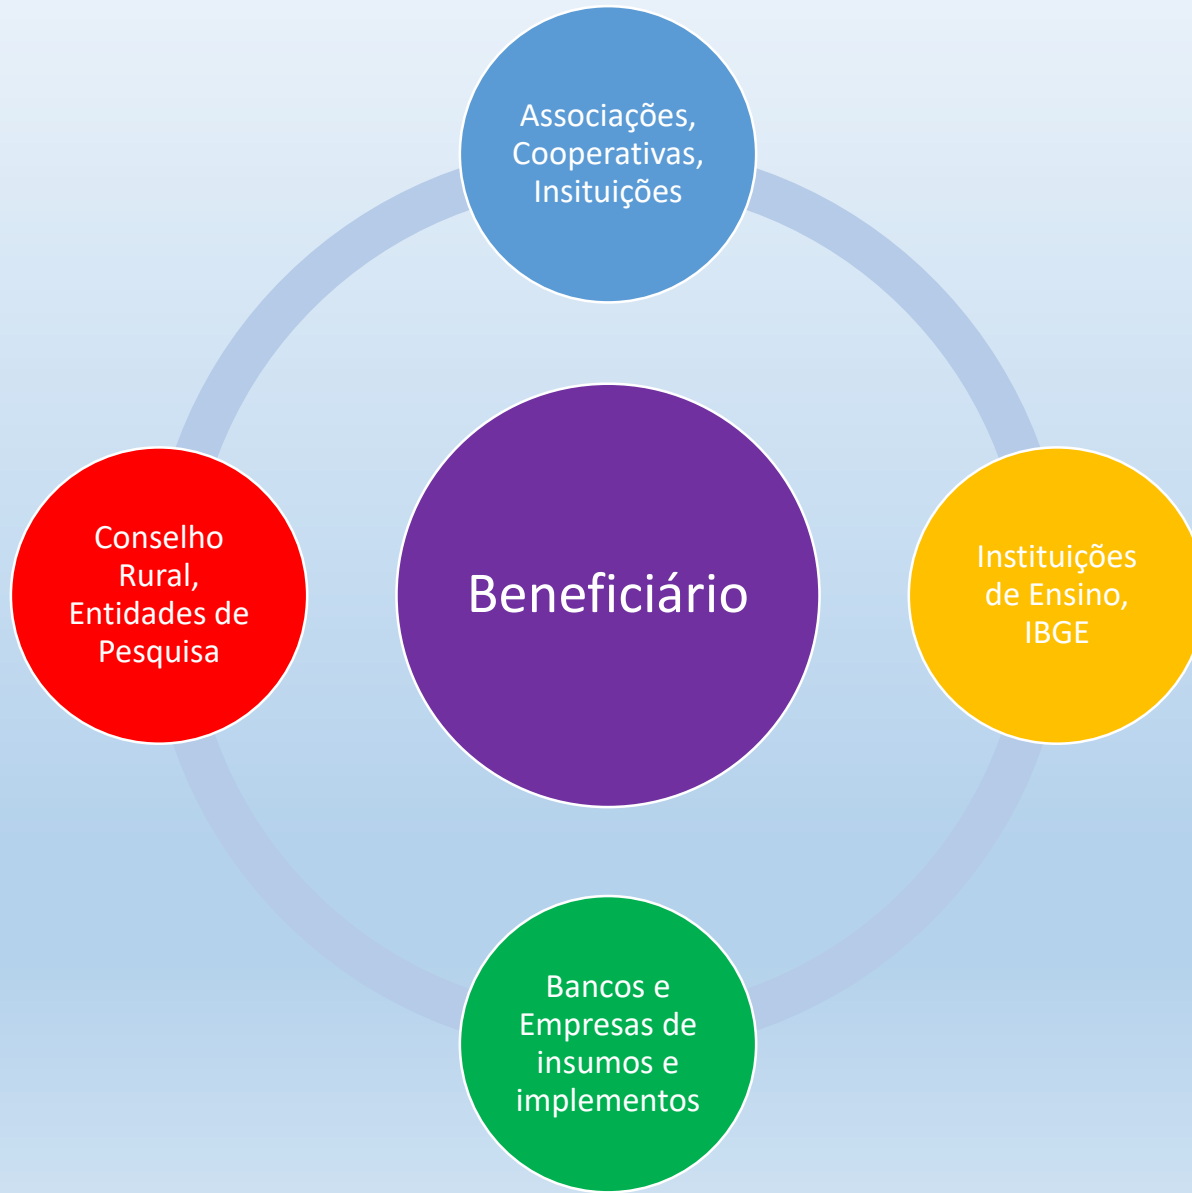 Associações,
Cooperativas,
Insituições
Conselho
Rural,
Entidades de
Pesquisa
Beneficiário
Instituições
de Ensino,
IBGE
Bancos e
Empresas de
insumos e
implementos